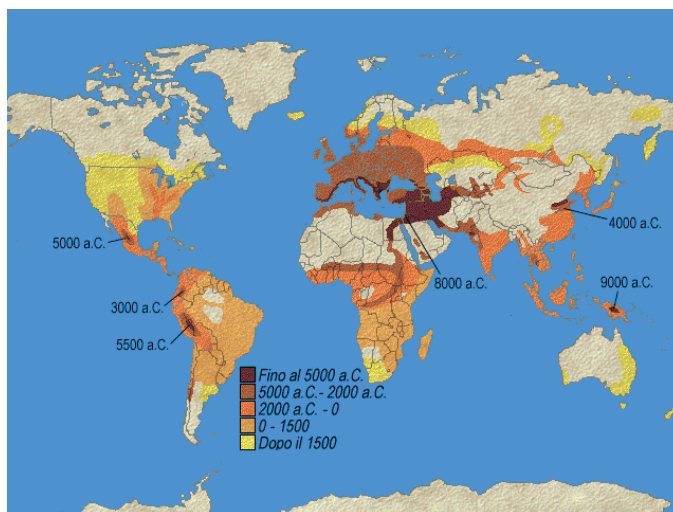 4000 a.C.
5000 a.C.
8000 a.C.
9000 a.C.
3000 a.C.
5500 a.C.
Fino al 5000 a.C.
5000 a.C.- 2000 a.C.
2000 a.C. - 0
0 - 1500
Dopo il 1500